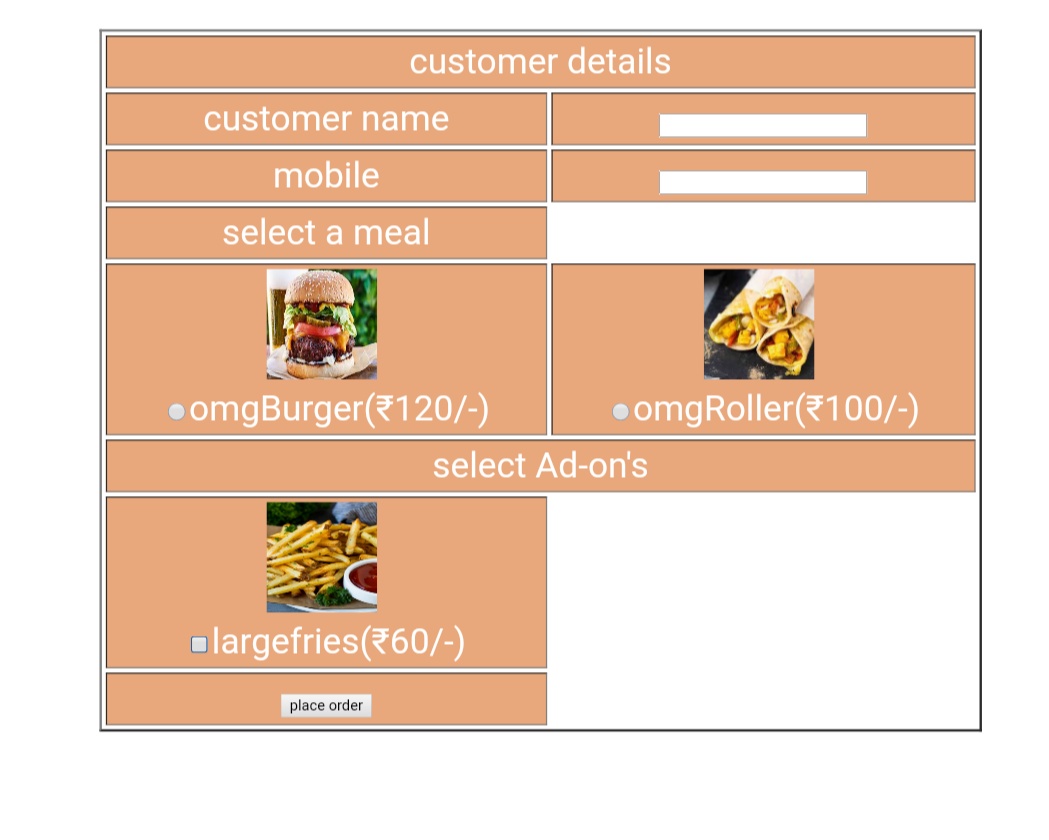 customer details
customer name
mobile
select a meal
omgBurger(₹120/-)
omgRoller(₹100/-)
select Ad-on's
largefries(₹60/-)
place order